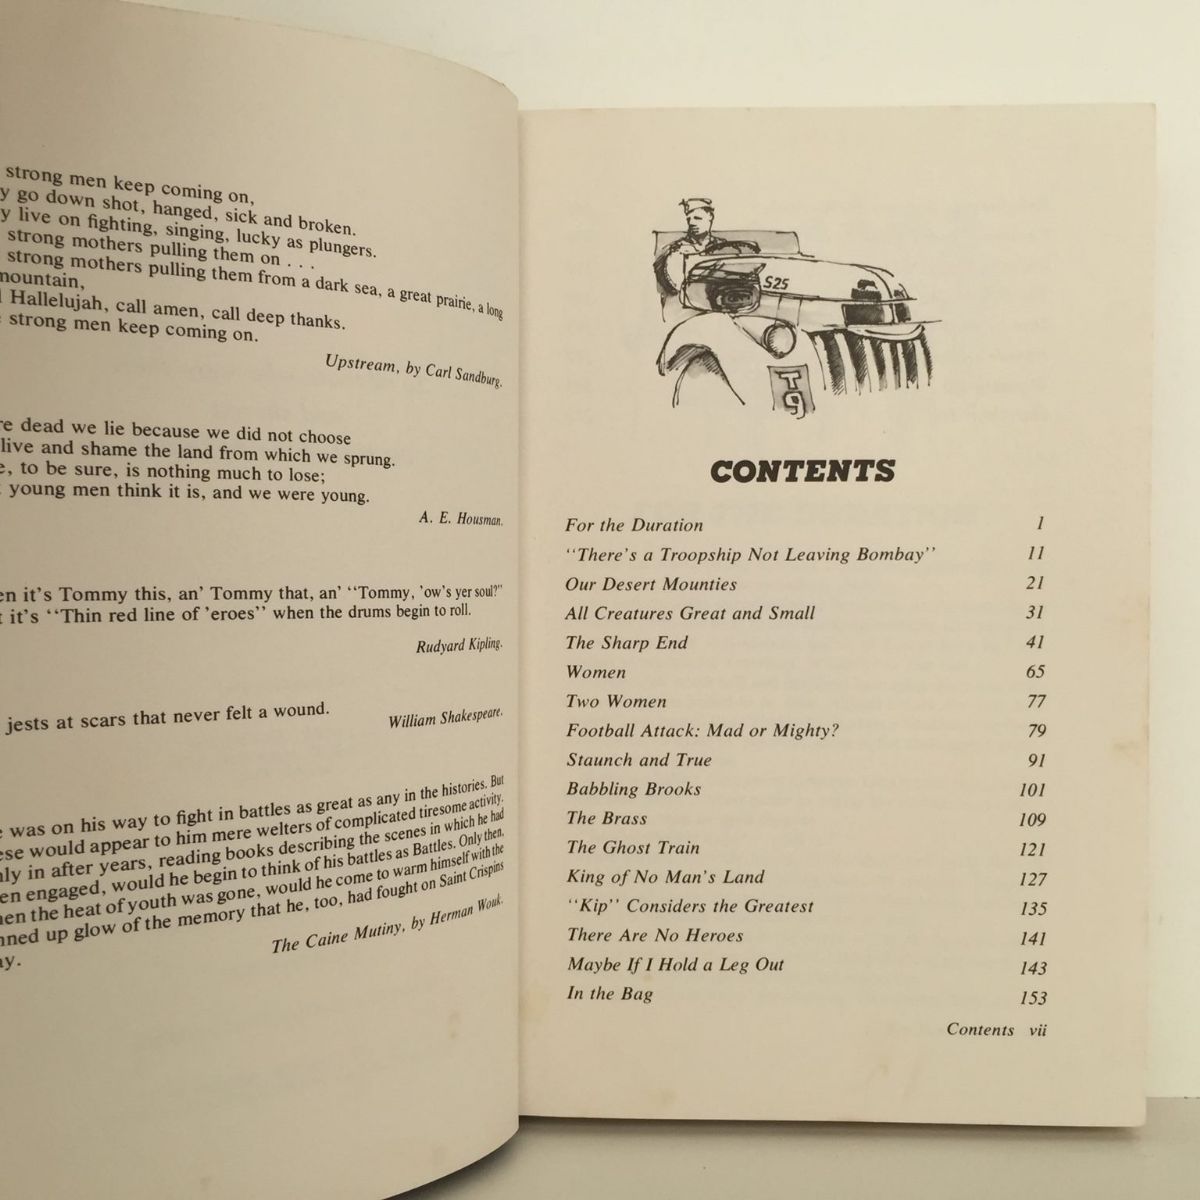 strong men keep coming on,
y go down shot, hanged, sick and broken.
y live on fighting, singing, lucky as plungers.
strong mothers pulling them on . . .
strong mothers pulling them from a dark sea, a great prairie, a long
mountain,
Hallelujah, call amen, call deep thanks.
strong men keep coming on.
Upstream, by Carl Sandburg.
re dead we lie because we did not choose
live and shame the land from which we sprung.
e, to be sure, is nothing much to lose;
young men think it is, and we were young.
A. E. Housman.
en it's Tommy this, an' Tommy that, an' "Tommy, 'ow's yer soul?"
t it's "Thin red line of 'eroes" when the drums begin to roll.
Rudyard Kipling.
jests at scars that never felt a wound.
William Shakespeare.
e was on his way to fight in battles as great as any in the histories. But
ese would appear to him mere welters of complicated tiresome activity.
nly in after years, reading books describing the scenes in which he had
en engaged, would he begin to think of his battles as Battles. Only then,
hen the heat of youth was gone, would he come to warm himself with the
nned up glow of the memory that he, too, had fought on Saint Crispins
ay.
The Caine Mutiny, by Herman Wouk.
S25
T
9
CONTENTS
For the Duration 1
"There's a Troopship Not Leaving Bombay" 11
Our Desert Mounties 21
All Creatures Great and Small 31
The Sharp End 41
Women 65
Two Women 77
Football Attack: Mad or Mighty? 79
Staunch and True 91
Babbling Brooks 101
The Brass 109
The Ghost Train 121
King of No Man's Land 127
"Kip" Considers the Greatest 135
There Are No Heroes 141
Maybe If I Hold a Leg Out 143
In the Bag 153
Contents vii